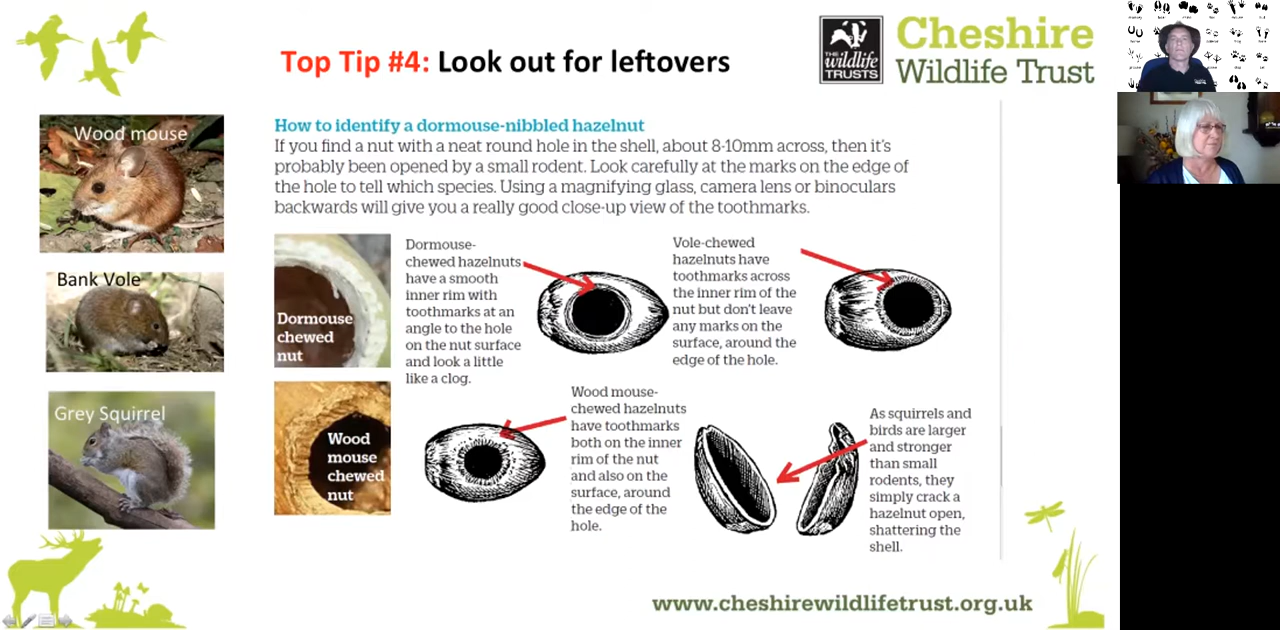 Top Tip #4: Look out for leftovers
THE
wildlife
TRUSTS
Cheshire
Wildlife Trust
Wood mouse
Bank Vole
Grey Squirrel
How to identify a dormouse-nibbled hazelnut
If you find a nut with a neat round hole in the shell, about 8-10mm across, then it's
probably been opened by a small rodent. Look carefully at the marks on the edge of
the hole to tell which species. Using a magnifying glass, camera lens or binoculars
backwards will give you a really good close-up view of the toothmarks.
Dormouse
chewed
nut
Dormouse-
chewed hazelnuts
have a smooth
inner rim with
toothmarks at an
angle to the hole
on the nut surface
and look a little
like a clog.
Vole-chewed
hazelnuts have
toothmarks across
the inner rim of the
nut but don't leave
any marks on the
surface, around the
edge of the hole.
Wood
mouse
chewed
nut
Wood mouse-
chewed hazelnuts
have toothmarks
both on the inner
rim of the nut
and also on the
surface, around
the edge of the
hole.
As squirrels and
birds are larger
and stronger
than small
rodents, they
simply crack a
hazelnut open,
shattering the
shell.
www.cheshirewildlifetrust.org.uk